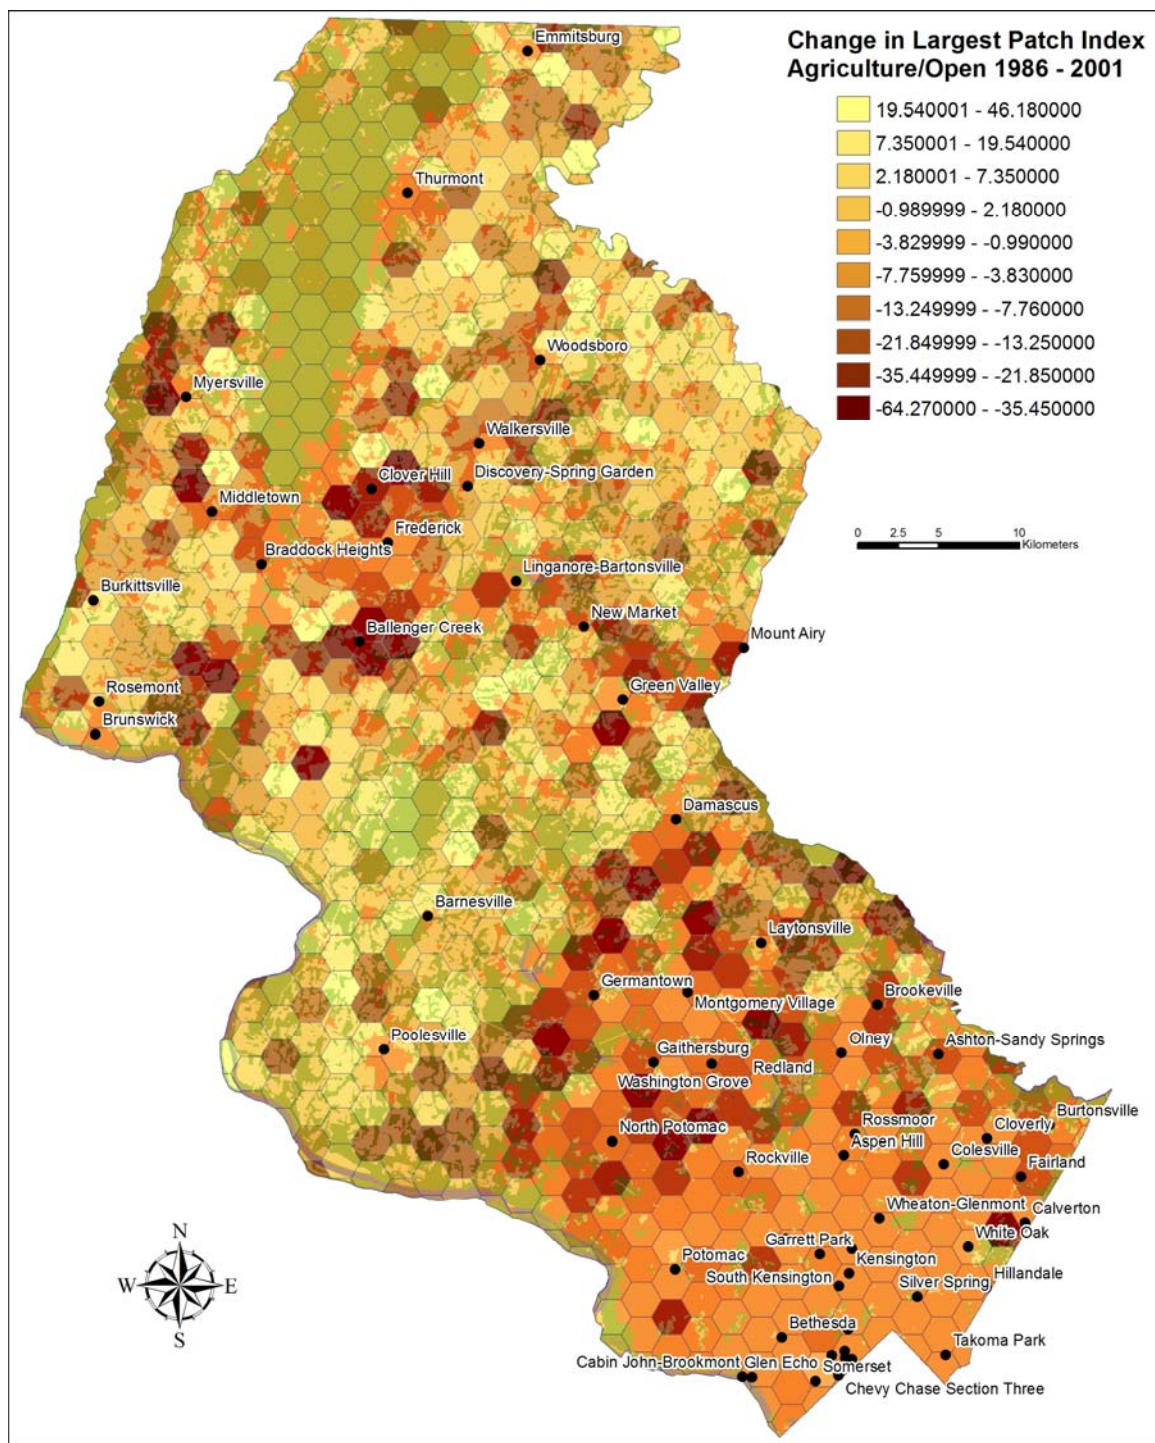 Change in Largest Patch Index
Agriculture/Open 1986 - 2001
19.540001 - 46.180000
7.350001 - 19.540000
2.180001 - 7.350000
-0.989999 - 2.180000
-3.829999 - -0.990000
-7.759999 - -3.830000
-13.249999 - -7.760000
-21.849999 - -13.250000
-35.449999 - -21.850000
-64.270000 - -35.450000
Emmitsburg
Thurmont
Woodsboro
Myersville
Walkersville
Clover Hill
Discovery-Spring Garden
Middletown
Frederick
0 2.5 5 10
Kilometers
Braddock Heights
Linganore-Bartonsville
Burkittsville
New Market
Ballenger Creek
Mount Airy
Rosemont
Green Valley
Brunswick
Damascus
Barnesville
Laytonsville
Germantown
Montgomery Village
Brookeville
Poolesville
Gaithersburg
Olney
Ashton-Sandy Springs
Washington Grove
Redland
Burtonsville
North Potomac
Rossmoor
Cloverly
Aspen Hill
Rockville
Colesville
Fairland
Wheaton-Glenmont
Calverton
White Oak
Garrett Park
Kensington
Potomac
South Kensington
Hillandale
Silver Spring
N
W E
S
Bethesda
Takoma Park
Cabin John-Brookmont
Glen Echo
Somerset
Chevy Chase Section Three